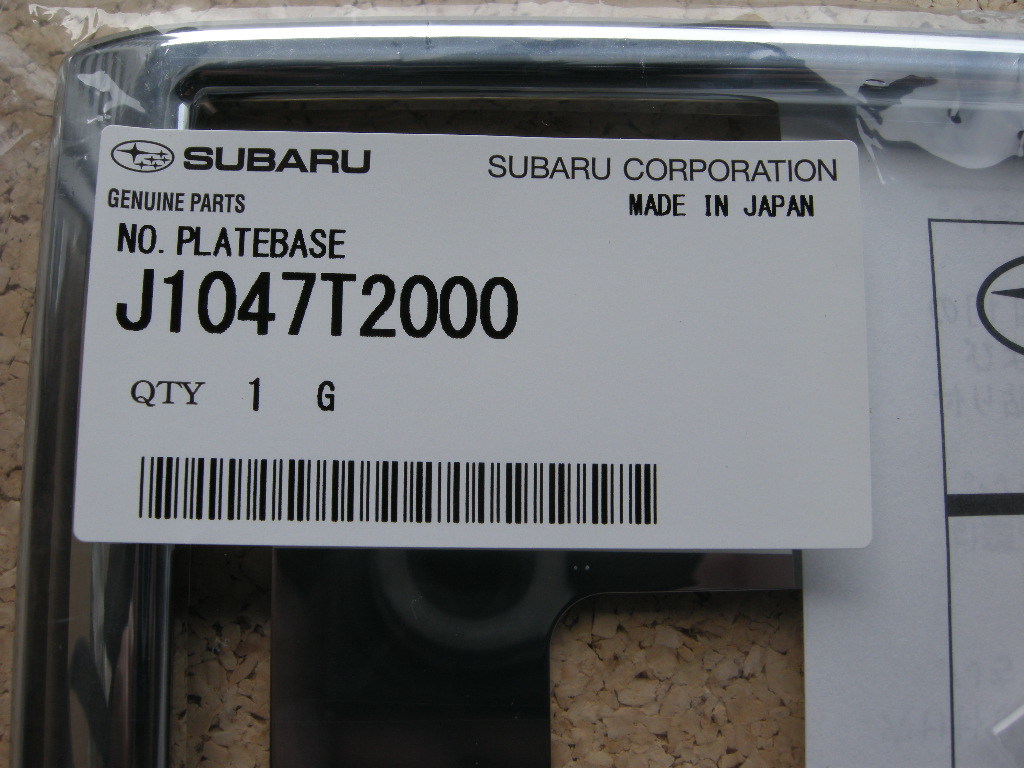 SUBARU
SUBARU CORPORATION
GENUINE PARTS
MADE IN JAPAN
NO. PLATEBASE
J1047T2000
QTY 1 G